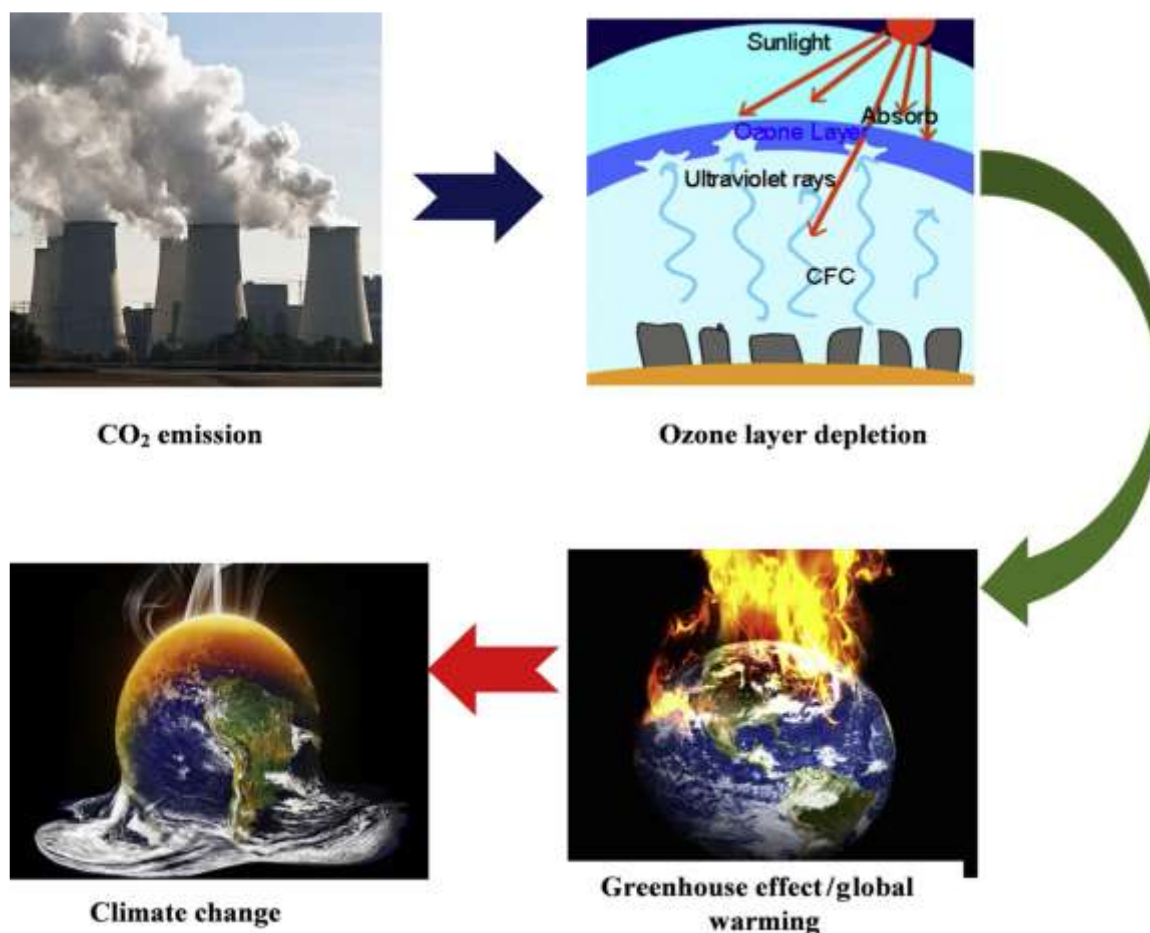 Sunlight
Absorb
Ozone Layer
Ultraviolet rays
CFC
CO₂ emission
Ozone layer depletion
Climate change
Greenhouse effect/global
warming